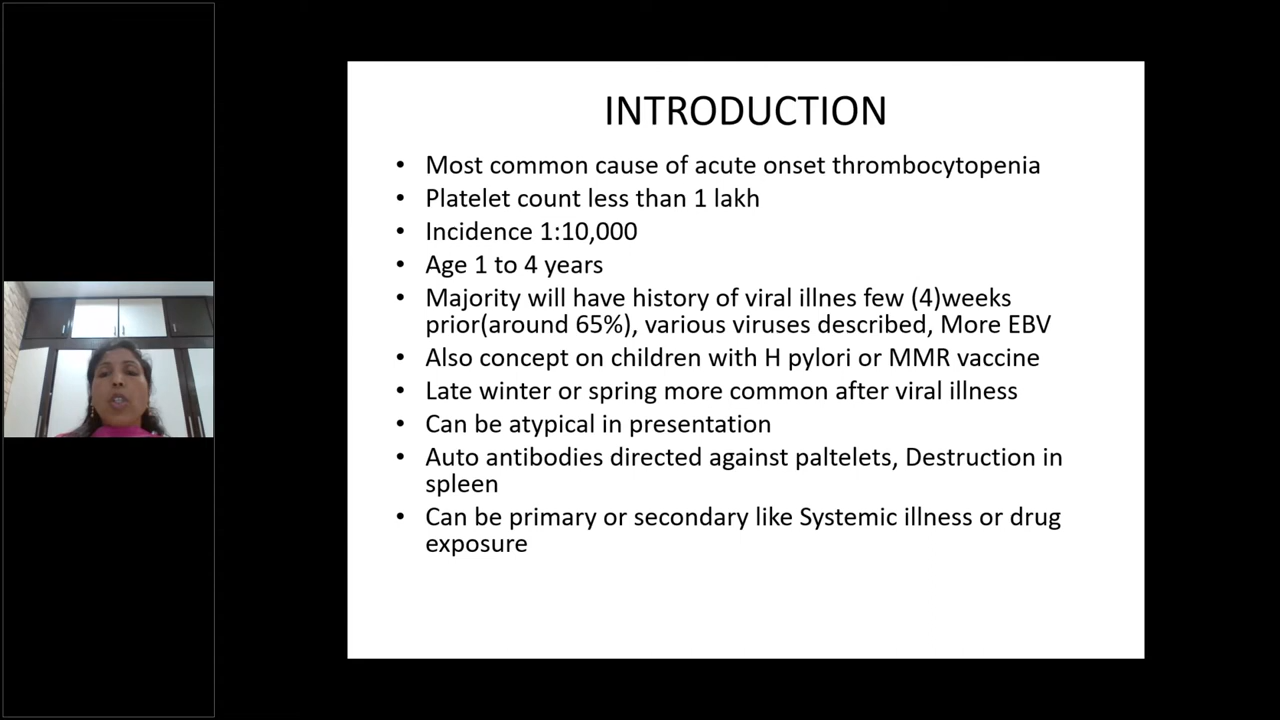 INTRODUCTION
• Most common cause of acute onset thrombocytopenia
• Platelet count less than 1 lakh
• Incidence 1:10,000
• Age 1 to 4 years
• Majority will have history of viral illnes few (4)weeks
prior(around 65%), various viruses described, More EBV
• Also concept on children with H pylori or MMR vaccine
• Late winter or spring more common after viral illness
• Can be atypical in presentation
• Auto antibodies directed against paltelets, Destruction in
spleen
• Can be primary or secondary like Systemic illness or drug
exposure